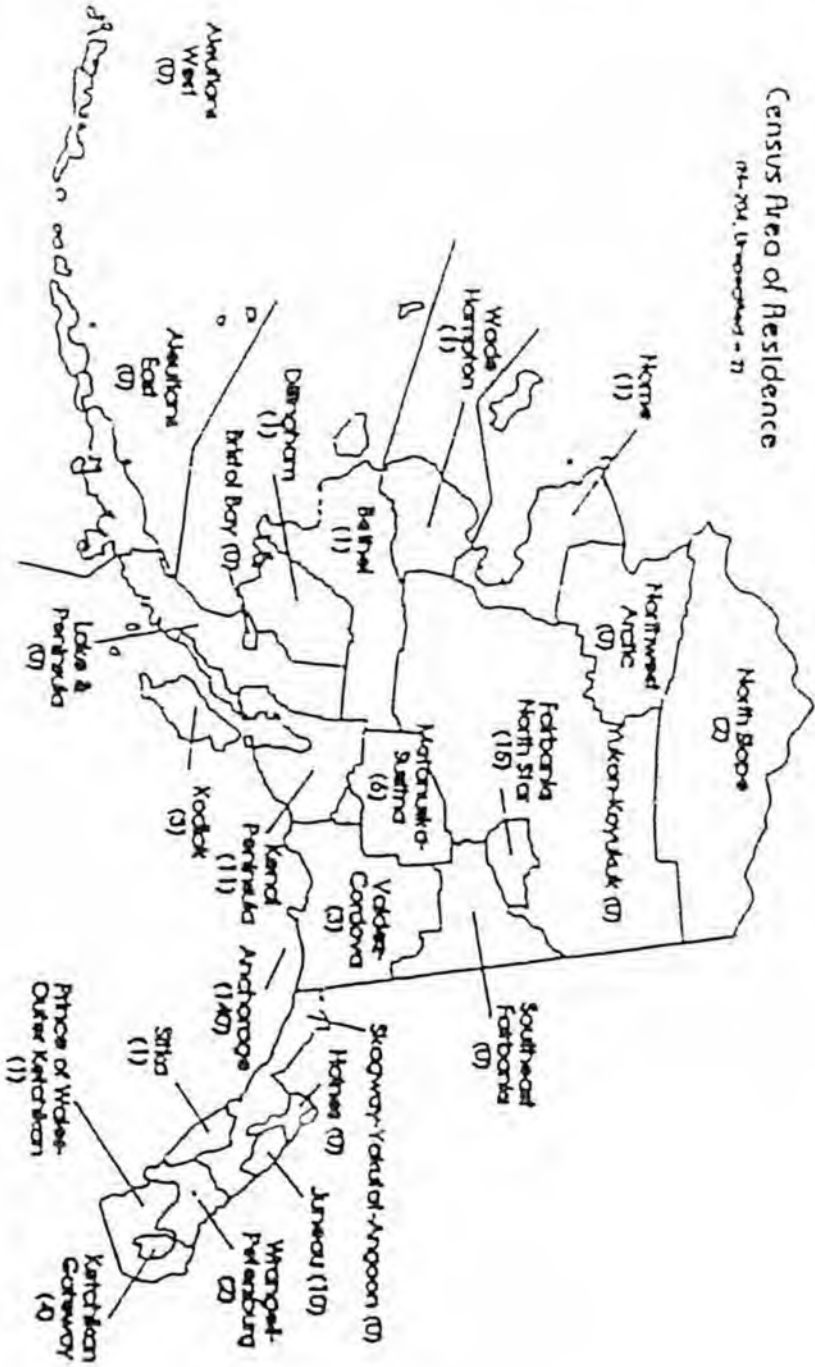 Census Area of Residence
North Slope
(2)
Northwest
Arctic
(0)
Nome
(1)
Yukon-Koyukuk (0)
Fairbanks
North Star
(15)
Southeast
Fairbanks
(0)
Wade
Hampton
(1)
Bethel
(1)
Matanuska-
Susitna
(6)
Valdez-
Cordova
(3)
Dillingham
(1)
Bristol Bay (0)
Kenai
Peninsula
(11)
Anchorage
(140)
Skagway-Yakutat-Angoon (0)
Haines (0)
Juneau (10)
Sitka
(1)
Wrangell-
Petersburg
(2)
Prince of Wales-
Outer Ketchikan
(1)
Ketchikan
Gateway
(4)
Kodiak
(3)
Lake &
Peninsula
(0)
Aleutians
East
(0)
Aleutians
West
(0)